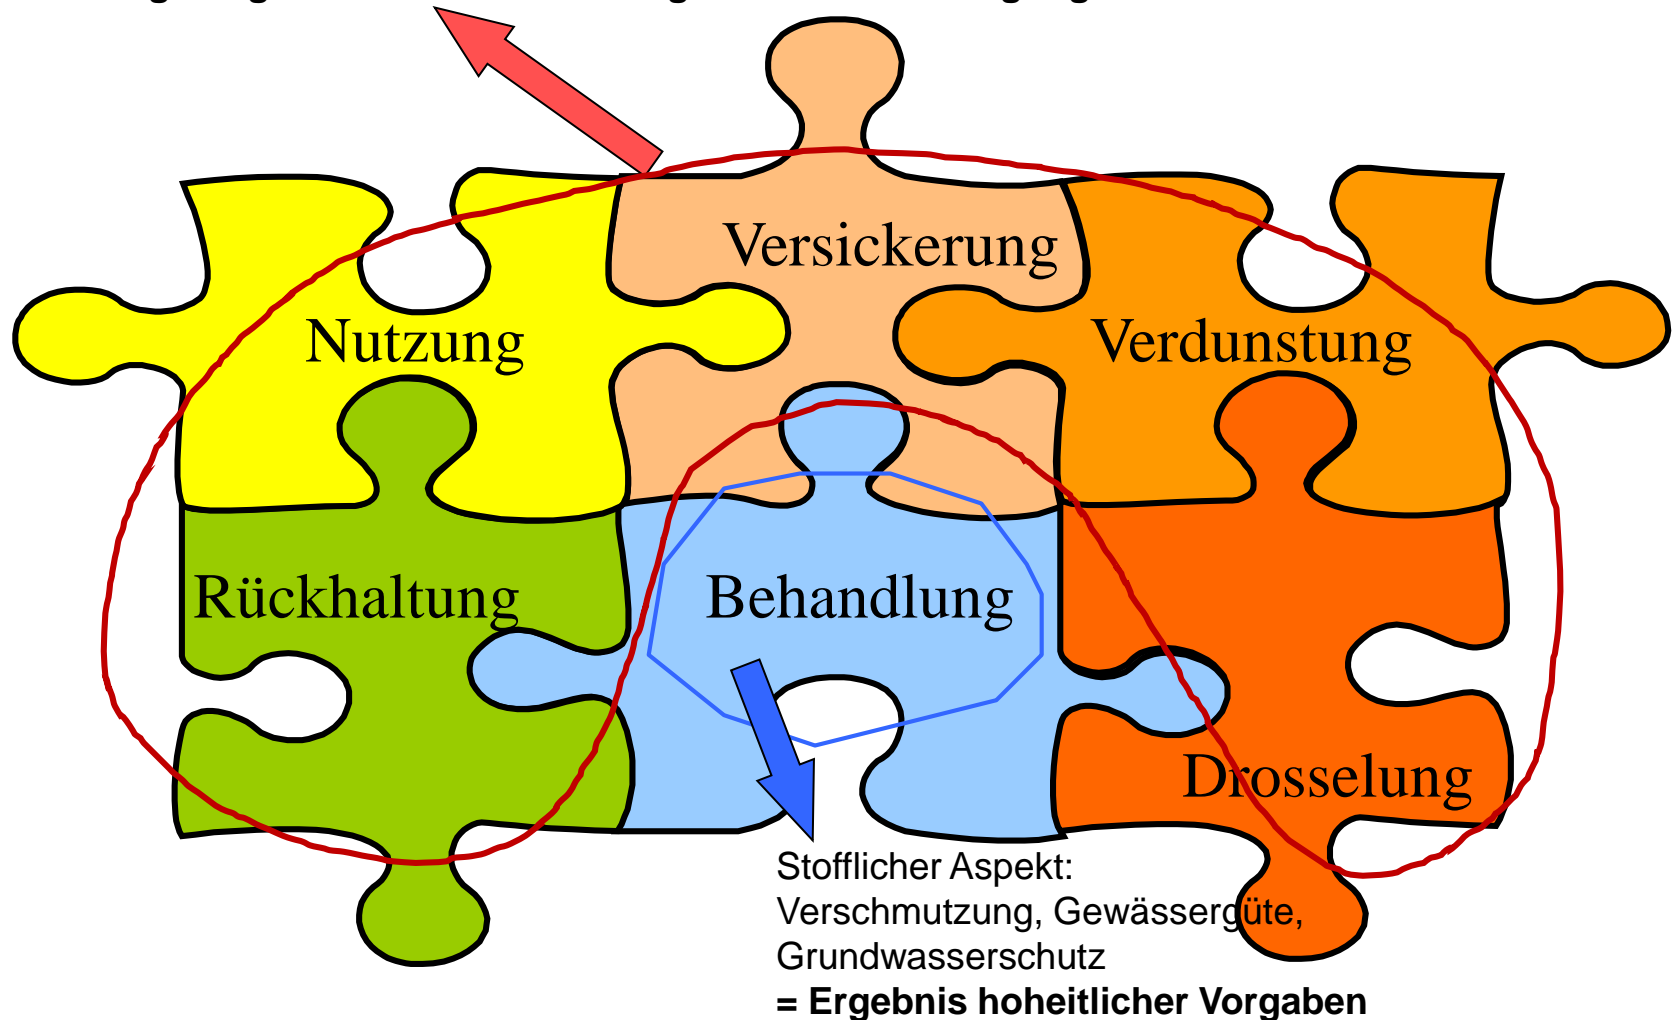 Versickerung
Nutzung
Verdunstung
Rückhaltung
Behandlung
Drosselung
Stofflicher Aspekt:
Verschmutzung, Gewässergüte,
Grundwasserschutz
= Ergebnis hoheitlicher Vorgaben